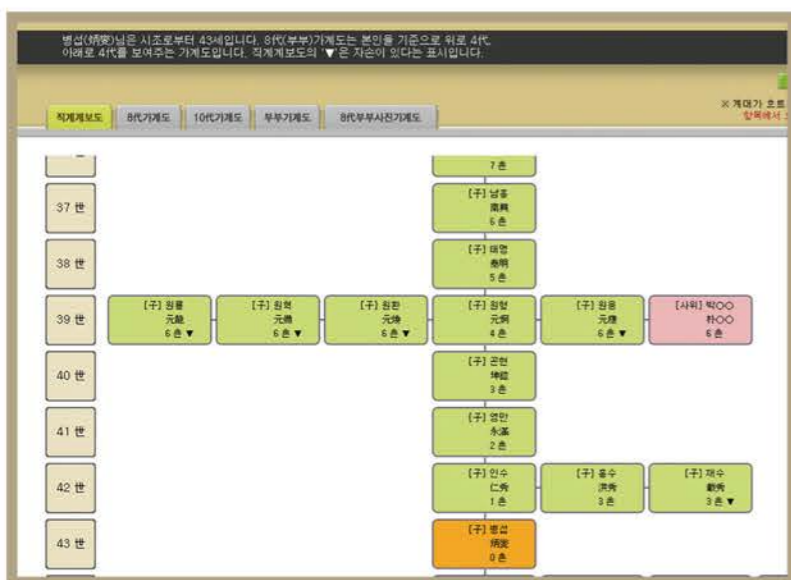 병섭(炳燮)님은 시조로부터 43세입니다. 8代(부부)가계도는 본인을 기준으로 위로 4代,
아래로 4代를 보여주는 가계도입니다. 직계계보도의 '▼'은 자손이 있다는 표시입니다.
※ 계대가 흐트
항목에서
직계계보도 8代가계도 10代가계도 부부가계도 8代부부사진가계도
7 촌
37 世
[子] 남흥
南興
6 촌
38 世
[子] 태명
泰明
5 촌
39 世
[子] 원룡
元龍
6 촌 ▼
[子] 원혁
元
6 촌 ▼
[子] 원환
元煥
6 촌 ▼
[子] 원형
元炯
4 촌
[子] 원용
元
6 촌 ▼
[사위] 박○○
朴○○
6 촌
40 世
[子] 곤현
坤鉉
3 촌
41 世
[子] 영만
永滿
2 촌
42 世
[子] 인수
仁秀
1 촌
[子] 홍수
洪秀
3 촌
[子] 재수
秀
3 촌 ▼
43 世
[子] 병섭
炳燮
0 촌